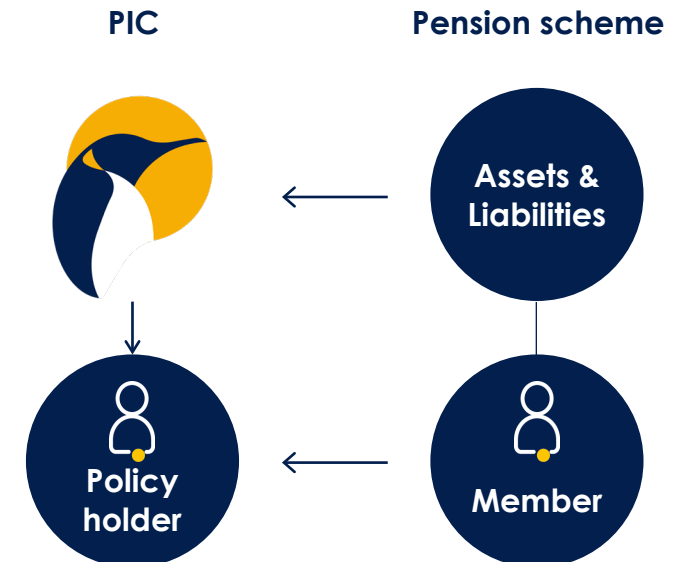 PIC
Pension scheme
Assets &
Liabilities
Policy
holder
Member